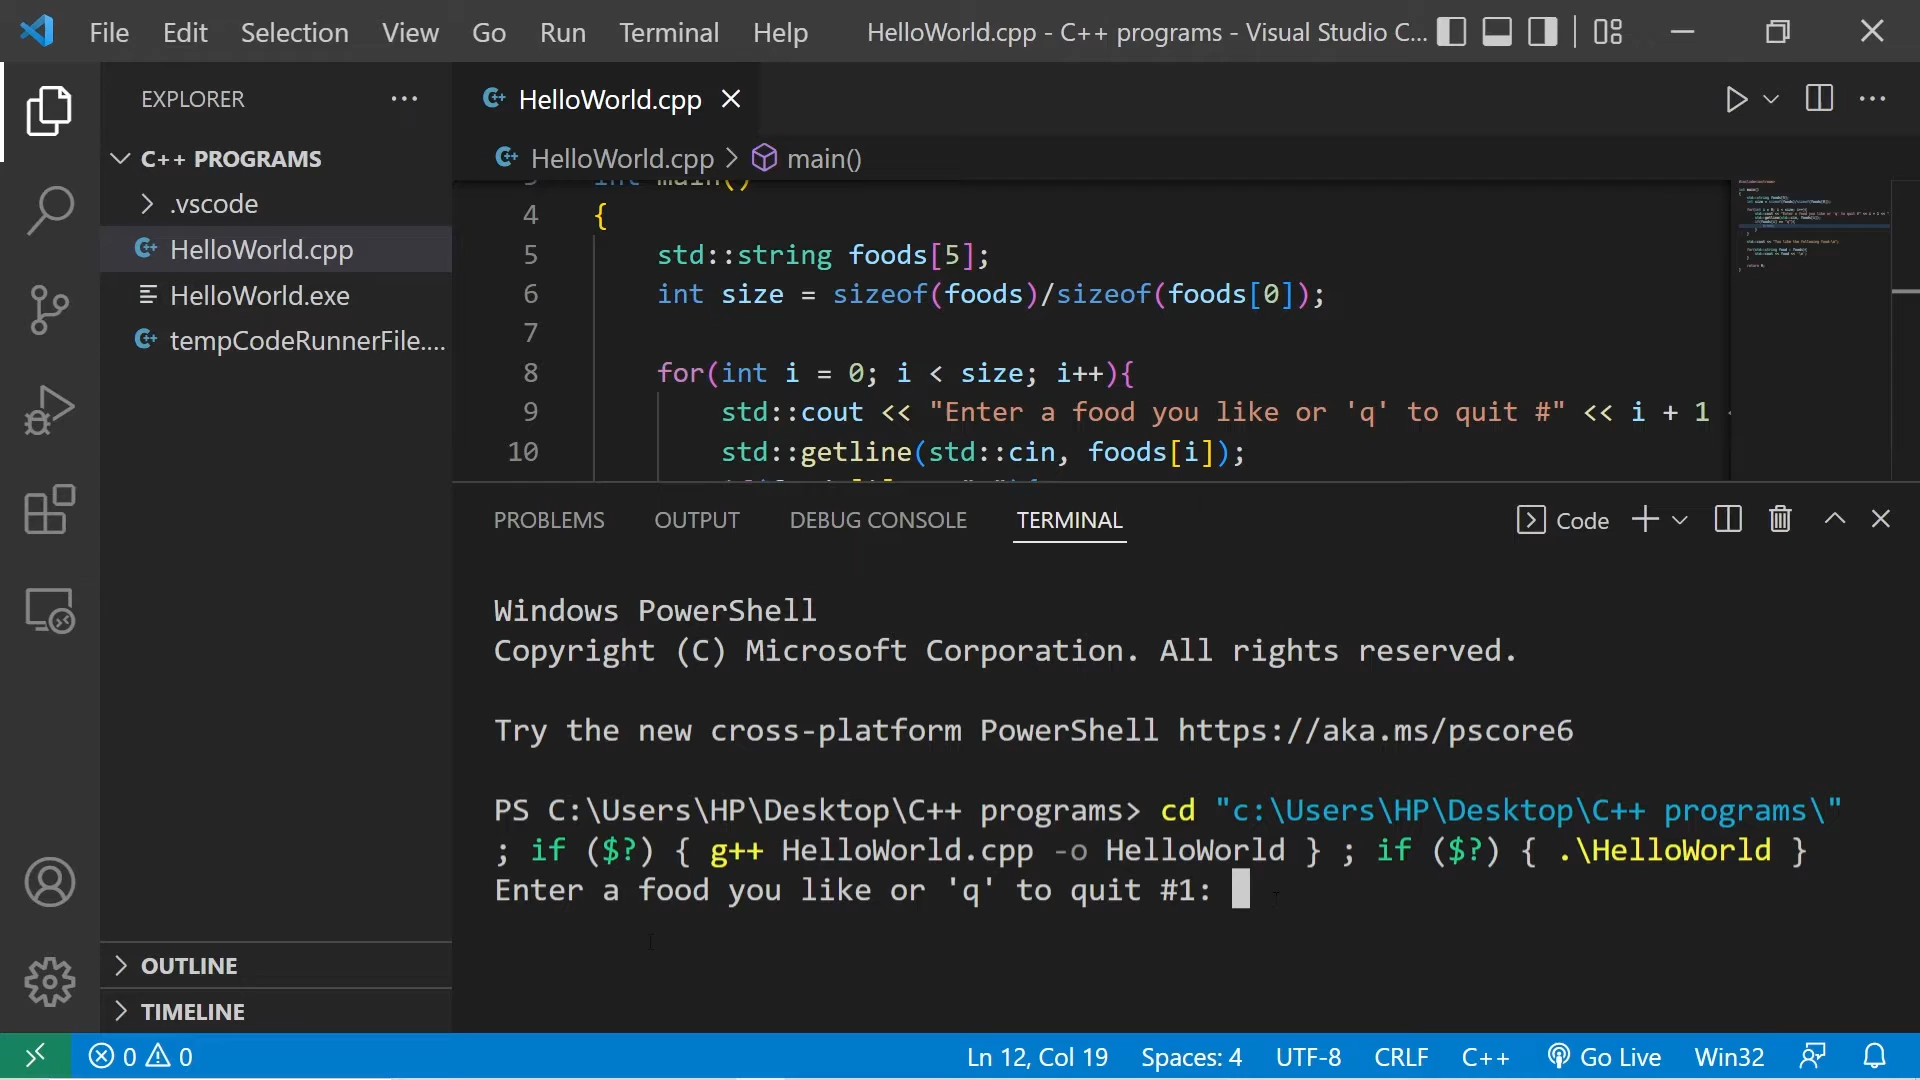 File Edit Selection View Go Run Terminal Help HelloWorld.cpp - C++ programs - Visual Studio C...
EXPLORER
C++ PROGRAMS
.vscode
HelloWorld.cpp
HelloWorld.exe
tempCodeRunnerFile....
OUTLINE
TIMELINE
HelloWorld.cpp
HelloWorld.cpp > main()
3 int main()
4 {
5 std::string foods[5];
6 int size = sizeof(foods)/sizeof(foods[0]);
7
8 for(int i = 0; i < size; i++){
9 std::cout << "Enter a food you like or 'q' to quit #" << i + 1
10 std::getline(std::cin, foods[i]);
PROBLEMS OUTPUT DEBUG CONSOLE TERMINAL Code
Windows PowerShell
Copyright (C) Microsoft Corporation. All rights reserved.
Try the new cross-platform PowerShell https://aka.ms/pscore6
PS C:\Users\HP\Desktop\C++ programs> cd "c:\Users\HP\Desktop\C++ programs\"
; if ($?) { g++ HelloWorld.cpp -o HelloWorld } ; if ($?) { .\HelloWorld }
Enter a food you like or 'q' to quit #1:
0 0 Ln 12, Col 19 Spaces: 4 UTF-8 CRLF C++ Go Live Win32